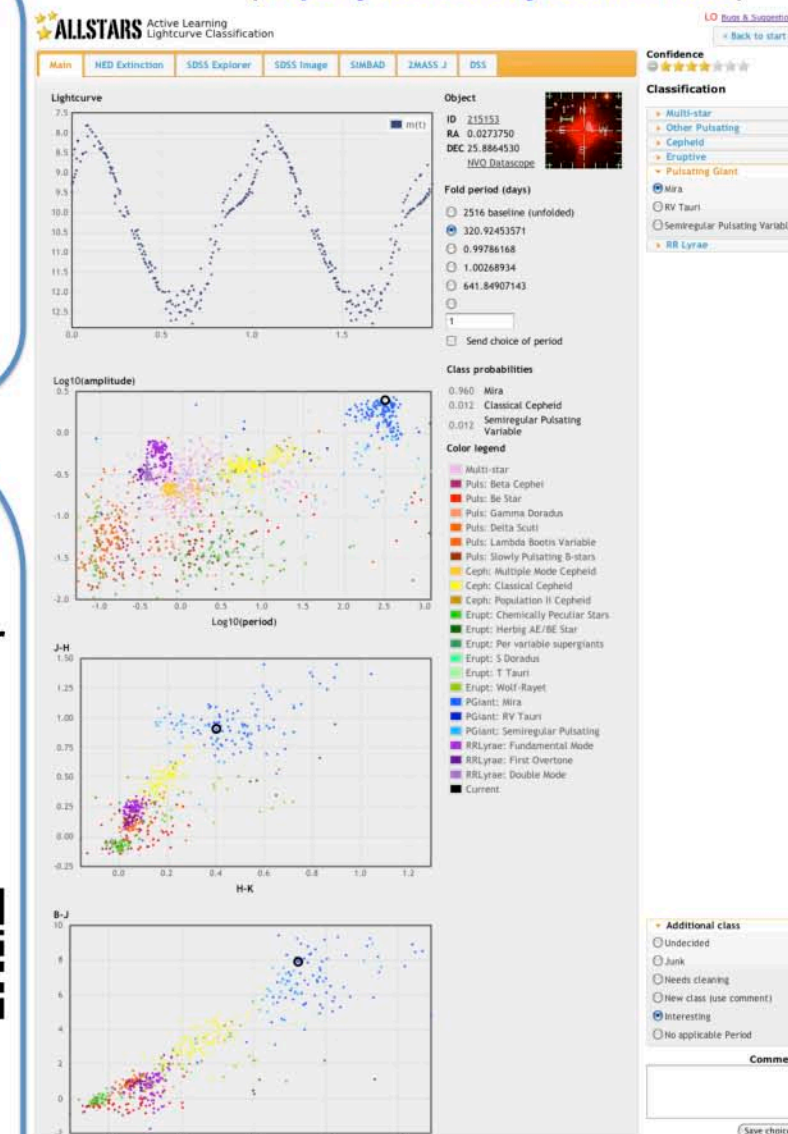 LO Bugs & Suggestio
« Back to start
ALLSTARS Active Learning
Lightcurve Classification
Main NED Extinction SDSS Explorer SDSS Image SIMBAD 2MASS J DSS
Lightcurve
7.5
8.0
8.5
9.0
9.5
10.0
10.5
11.0
11.5
12.0
12.5
0.0 0.5 1.0 1.5
m(t)
Object
ID 215153
RA 0.0273750
DEC 25.8864530
NVO Datascope
N
E W
Fold period (days)
2516 baseline (unfolded)
320.92453571
0.99786168
1.00268934
641.84907143
1
Send choice of period
Class probabilities
0.960 Mira
0.012 Classical Cepheid
0.012 Semiregular Pulsating
Variable
Color legend
Multi-star
Puls: Beta Cephei
Puls: Be Star
Puls: Gamma Doradus
Puls: Delta Scuti
Puls: Lambda Bootis Variable
Puls: Slowly Pulsating B-stars
Ceph: Multiple Mode Cepheid
Ceph: Classical Cepheid
Ceph: Population II Cepheid
Erupt: Chemically Peculiar Stars
Erupt: Herbig AE/BE Star
Erupt: Per variable supergiants
Erupt: S Doradus
Erupt: T Tauri
Erupt: Wolf-Rayet
PGiant: Mira
PGiant: RV Tauri
PGiant: Semiregular Pulsating
RRLyrae: Fundamental Mode
RRLyrae: First Overtone
RRLyrae: Double Mode
Current
Log10(amplitude)
0.5
0.0
-0.5
-1.0
-1.5
-2.0
-1.0 -0.5 0.0 0.5 1.0 1.5 2.0 2.5 3.0
Log10(period)
J-H
1.50
1.25
1.00
0.75
0.50
0.25
0.00
-0.25
0.0 0.2 0.4 0.6 0.8 1.0 1.2
H-K
B-J
10
8
6
4
2
0
-2
Confidence
Classification
Multi-star
Other Pulsating
Cepheid
Eruptive
Pulsating Giant
Mira
RV Tauri
Semiregular Pulsating Variabl
RR Lyrae
Additional class
Undecided
Junk
Needs cleaning
New class (use comment)
Interesting
No applicable Period
Comme
Save choice